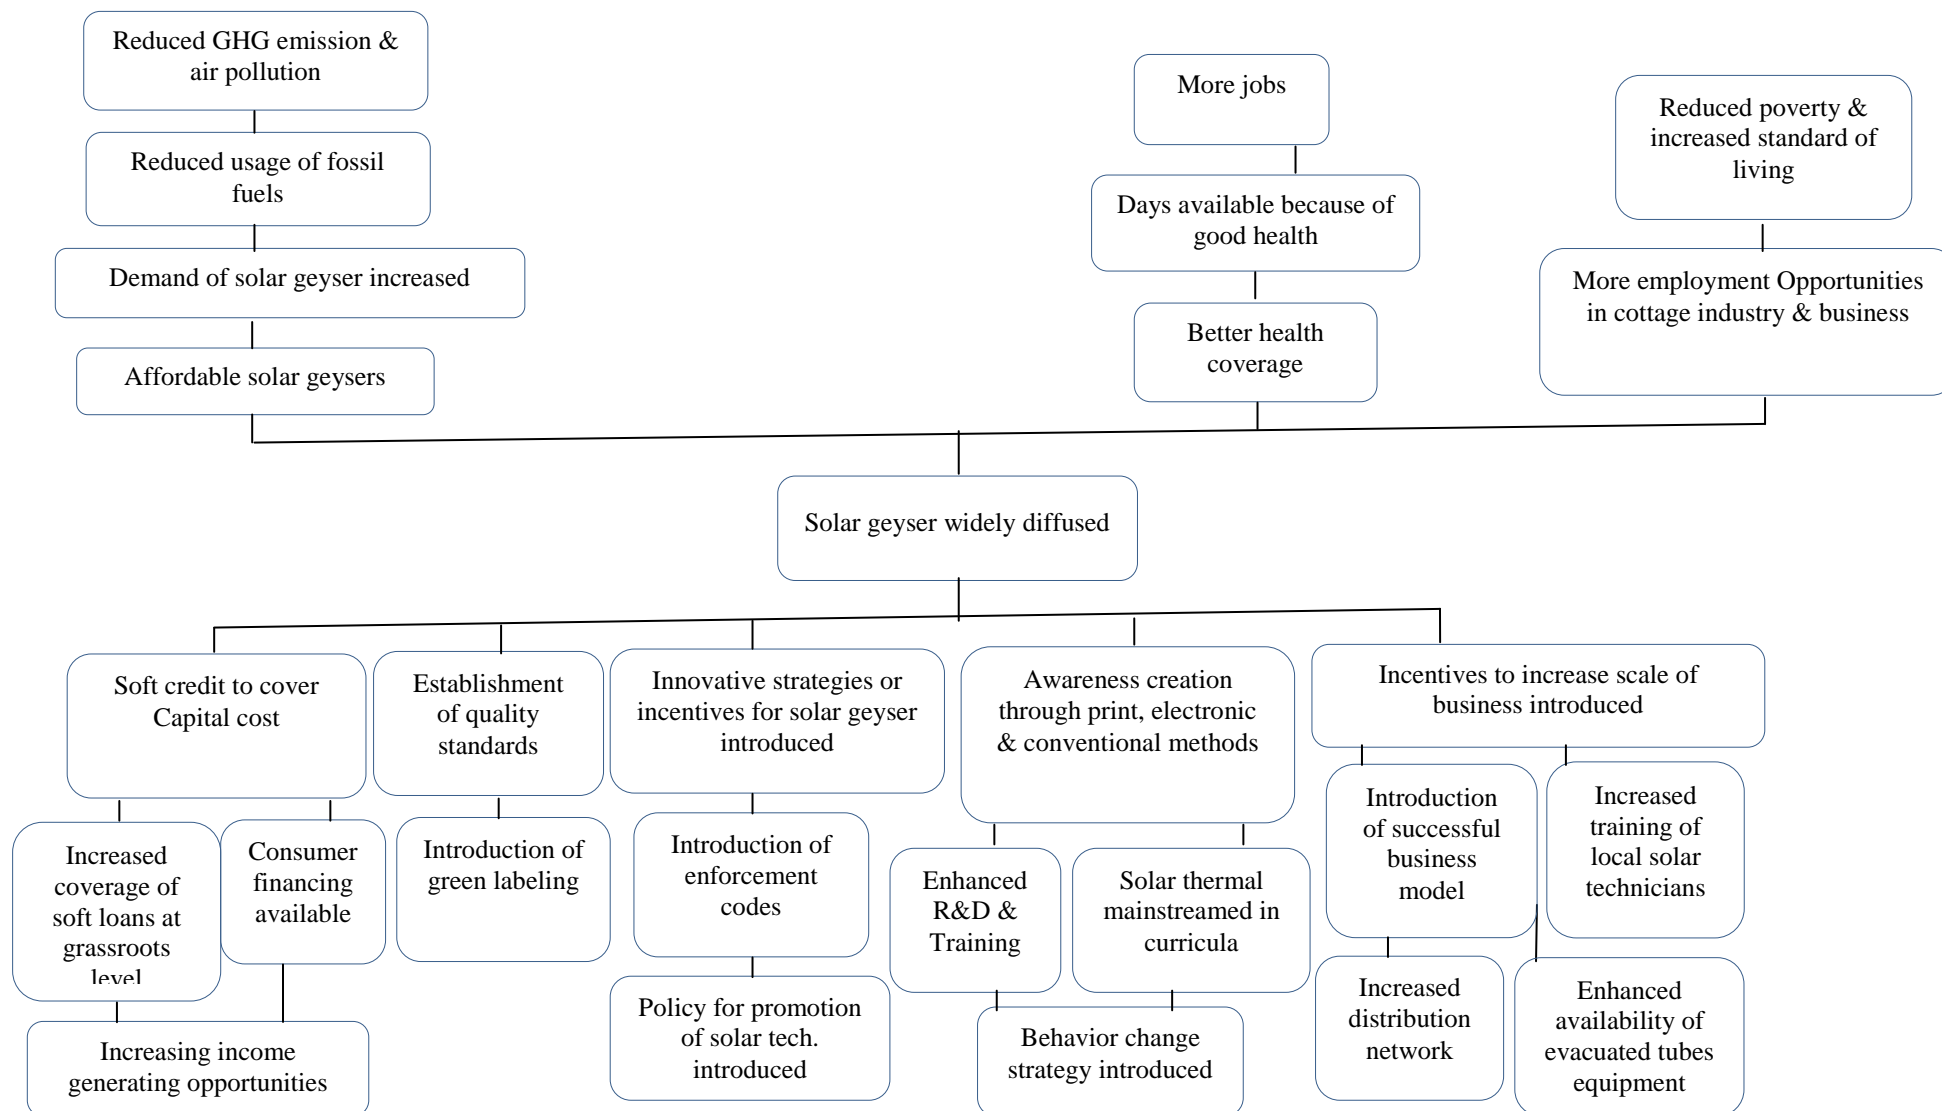 Reduced GHG emission &
air pollution
More jobs
Reduced poverty &
increased standard of
living
Reduced usage of fossil
fuels
Days available because of
good health
Demand of solar geyser increased
More employment Opportunities
in cottage industry & business
Affordable solar geysers
Better health
coverage
Solar geyser widely diffused
Soft credit to cover
Capital cost
Establishment
of quality
standards
Innovative strategies or
incentives for solar geyser
introduced
Awareness creation
through print, electronic
& conventional methods
Incentives to increase scale of
business introduced
Increased
coverage of
soft loans at
grassroots
level
Consumer
financing
available
Introduction of
green labeling
Introduction of
enforcement
codes
Enhanced
R&D &
Training
Solar thermal
mainstreamed in
curricula
Introduction
of successful
business
model
Increased
training of
local solar
technicians
Increasing income
generating opportunities
Policy for promotion
of solar tech.
introduced
Behavior change
strategy introduced
Increased
distribution
network
Enhanced
availability of
evacuated tubes
equipment